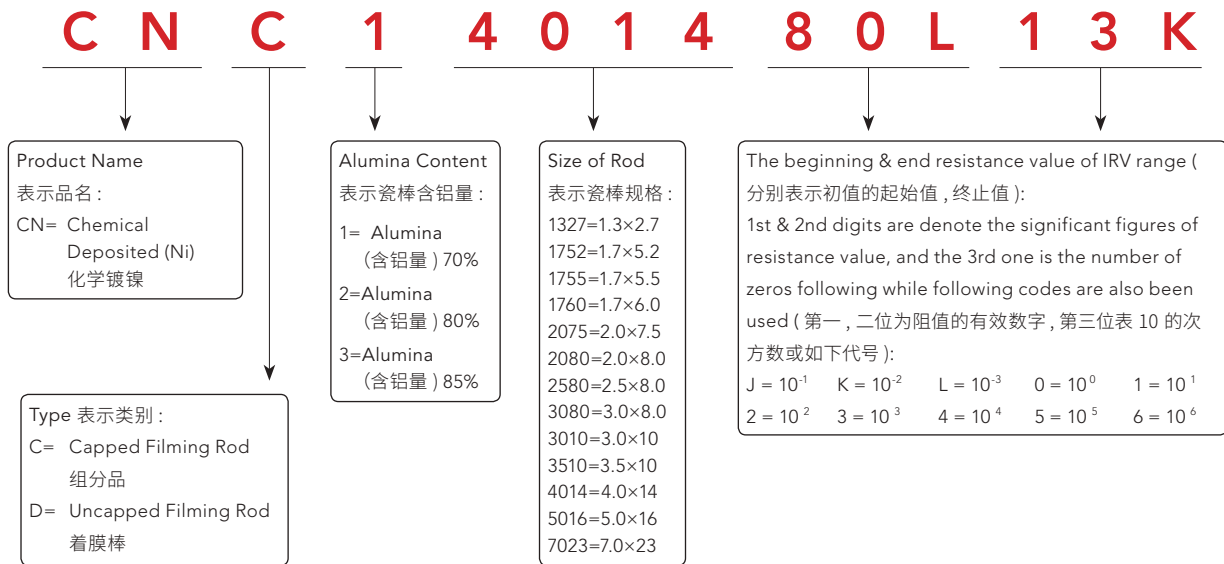 C N C 1 4 0 1 4 8 0 L 1 3 K
Product Name
表示品名 :
CN= Chemical
Deposited (Ni)
化学镀镍
Type 表示类别 :
C= Capped Filming Rod
组分品
D= Uncapped Filming Rod
着膜棒
Alumina Content
表示瓷棒含铝量 :
1= Alumina
(含铝量 ) 70%
2=Alumina
(含铝量 ) 80%
3=Alumina
(含铝量 ) 85%
Size of Rod
表示瓷棒规格 :
1327=1.3×2.7
1752=1.7×5.2
1755=1.7×5.5
1760=1.7×6.0
2075=2.0×7.5
2080=2.0×8.0
2580=2.5×8.0
3080=3.0×8.0
3010=3.0×10
3510=3.5×10
4014=4.0×14
5016=5.0×16
7023=7.0×23
The beginning & end resistance value of IRV range (
分别表示初值的起始值 , 终止值 ):
1st & 2nd digits are denote the significant figures of
resistance value, and the 3rd one is the number of
zeros following while following codes are also been
used ( 第一 , 二位为阻值的有效数字 , 第三位表 10 的次
方数或如下代号 ):
J = 10⁻¹ K = 10⁻² L = 10⁻³ 0 = 10⁰ 1 = 10¹
2 = 10² 3 = 10³ 4 = 10⁴ 5 = 10⁵ 6 = 10⁶